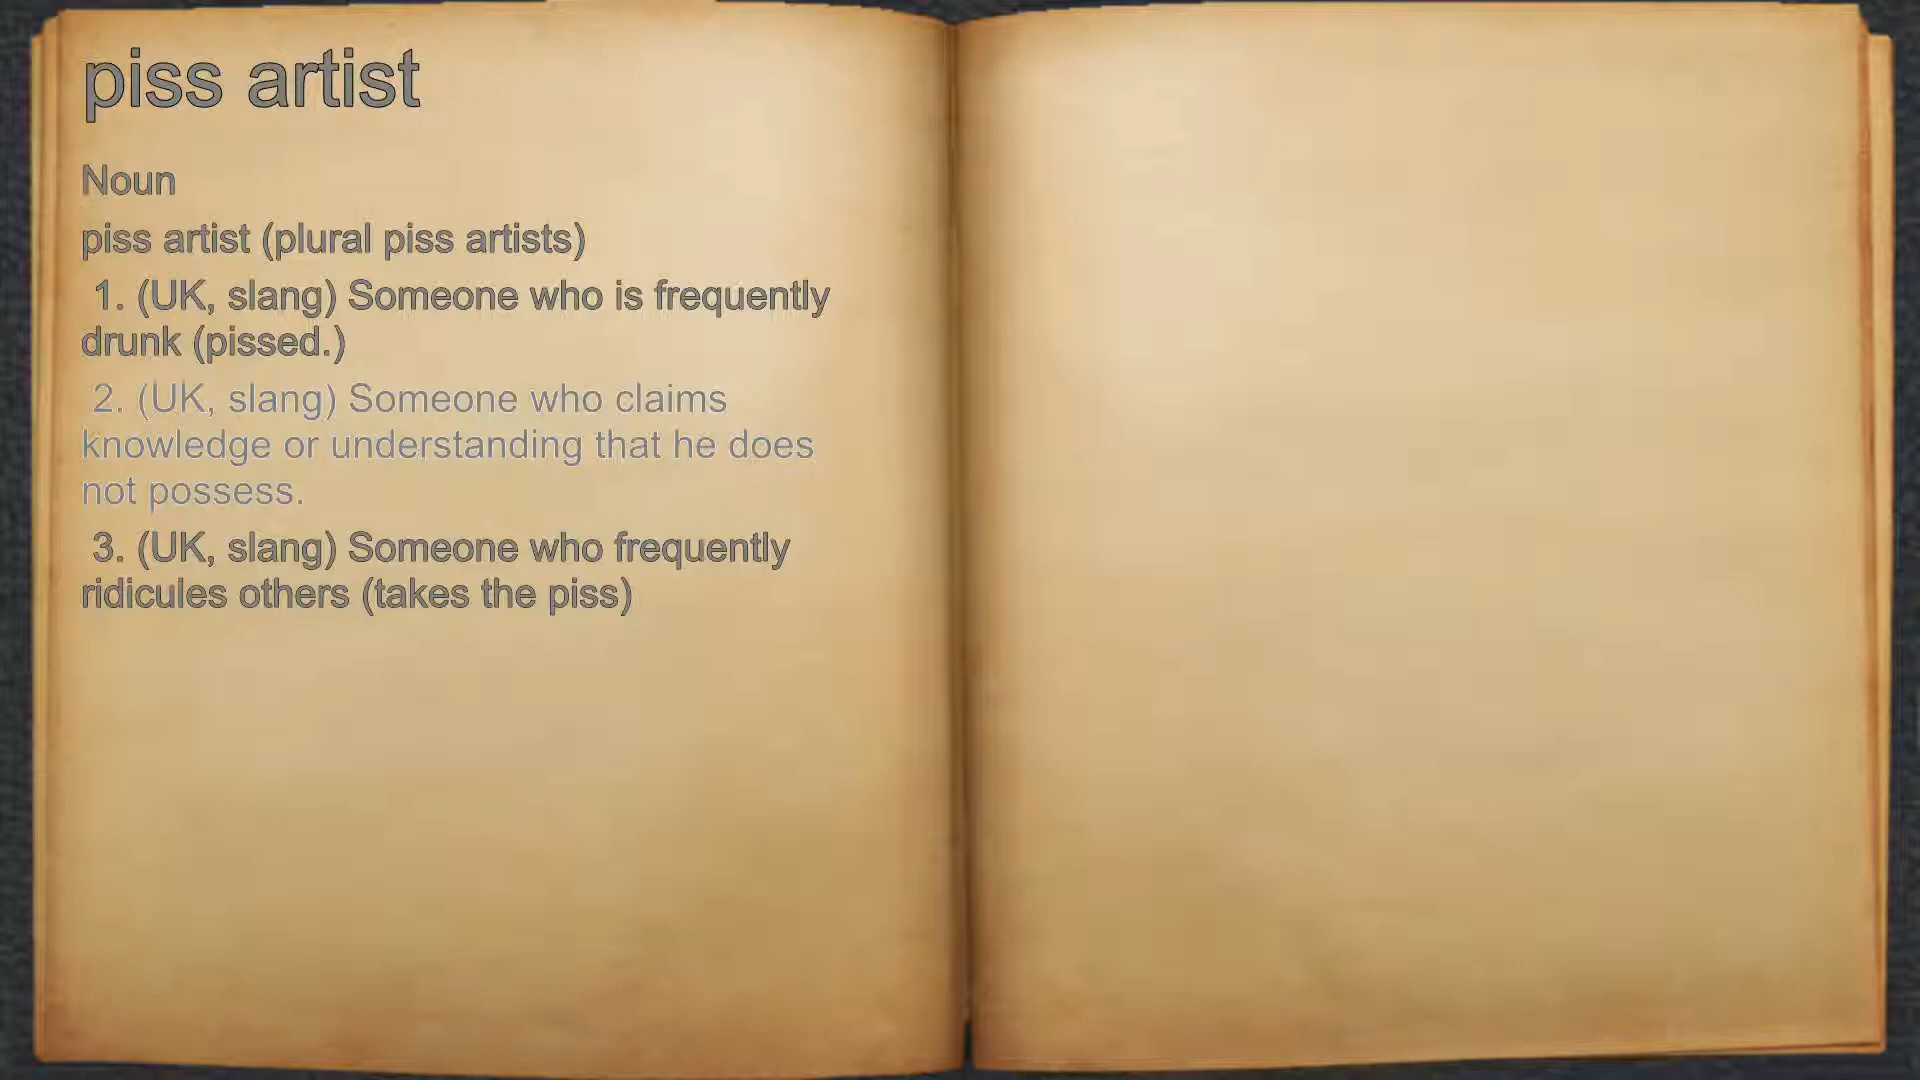 piss artist
Noun
piss artist (plural piss artists)
1. (UK, slang) Someone who is frequently
drunk (pissed.)
2. (UK, slang) Someone who claims
knowledge or understanding that he does
not possess.
3. (UK, slang) Someone who frequently
ridicules others (takes the piss)